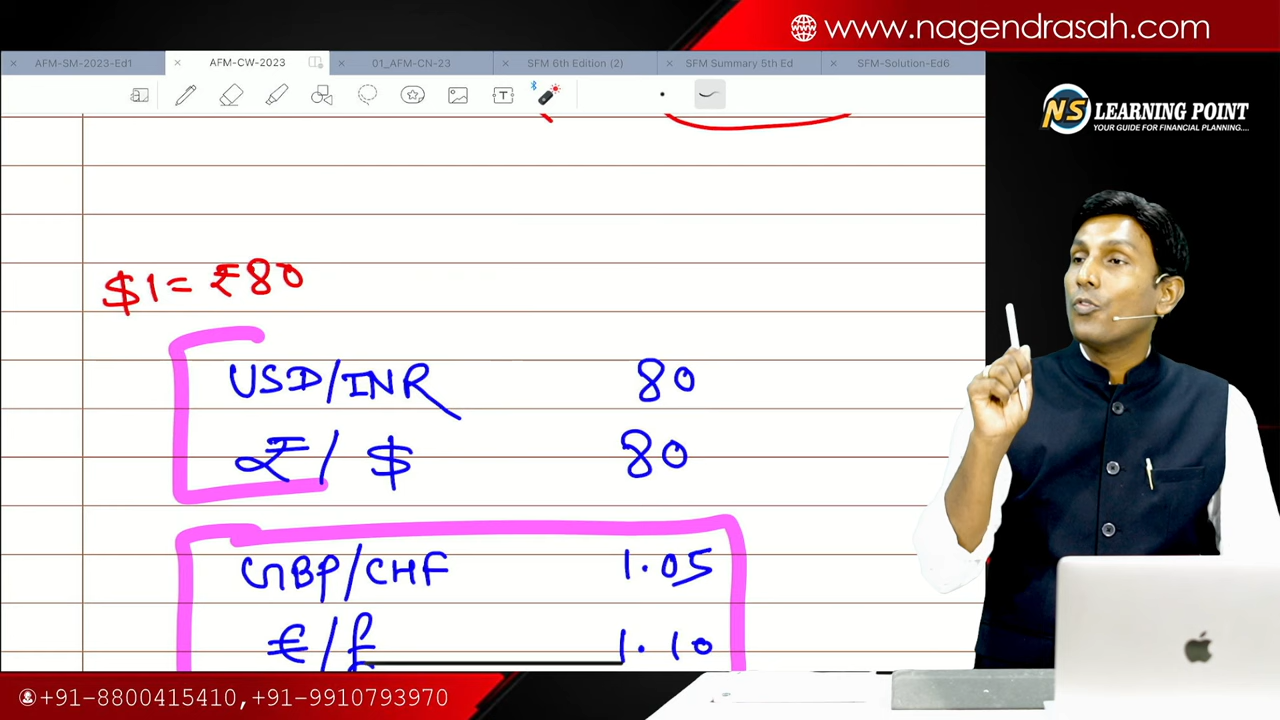 www.nagendrasah.com
AFM-SM-2023-Ed1
AFM-CW-2023
01_AFM-CN-23
SFM 6th Edition (2)
SFM Summary 5th Ed
SFM-Solution-Ed6
T
NS LEARNING POINT
YOUR GUIDE FOR FINANCIAL PLANNING....
$1= ₹80
USD/INR 80
₹/$ 80
GBP/CHF 1.05
€/£ 1.10
+91-8800415410,+91-9910793970